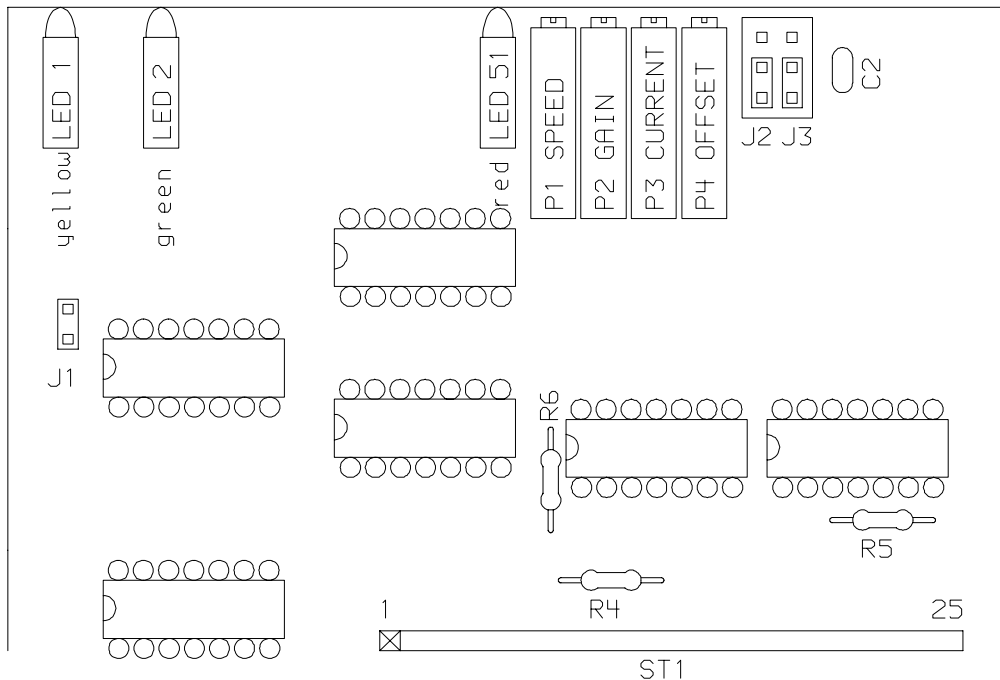 LED 1
yellow
LED 2
green
LED 51
red
P1 SPEED
P2 GAIN
P3 CURRENT
P4 OFFSET
J2 J3
C2
J1
R6
R5
R4
1
25
ST1